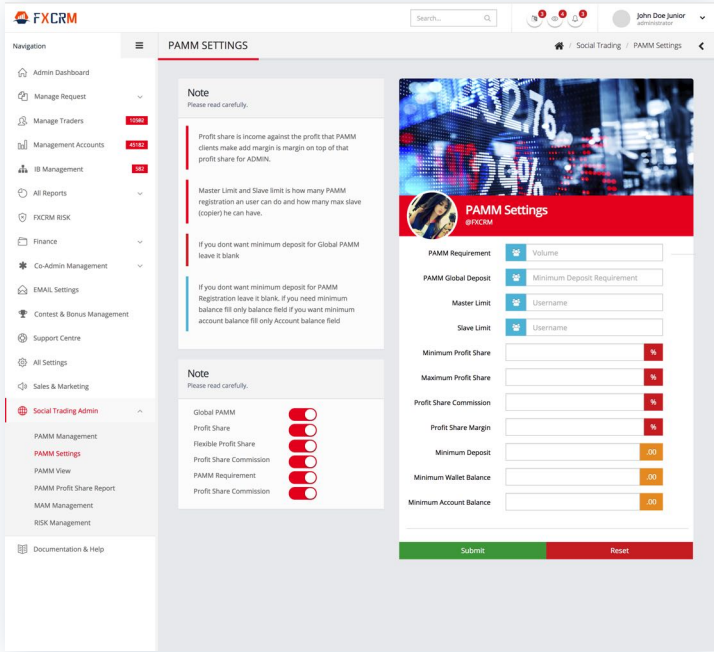 FXCRM
Search...
3
4
3
John Doe Junior
administrator
Navigation
PAMM SETTINGS
/ Social Trading / PAMM Settings
Admin Dashboard
Manage Request
Manage Traders
10582
Management Accounts
45182
IB Management
582
All Reports
FXCRM RISK
Finance
Co-Admin Management
EMAIL Settings
Contest & Bonus Management
Support Centre
All Settings
Sales & Marketing
Social Trading Admin
PAMM Management
PAMM Settings
PAMM View
PAMM Profit Share Report
MAM Management
RISK Management
Documentation & Help
Note
Please read carefully.
Profit share is income against the profit that PAMM
clients make add margin is margin on top of that
profit share for ADMIN.
Master Limit and Slave limit is how many PAMM
registration an user can do and how many max slave
(copier) he can have.
If you dont want minimum deposit for Global PAMM
leave it blank
If you dont want minimum deposit for PAMM
Registration leave it blank. if you need minimum
balance fill only balance field if you want minimum
account balance fill only Account balance field
Note
Please read carefully.
Global PAMM
Profit Share
Flexible Profit Share
Profit Share Commission
PAMM Requirement
Profit Share Commission
PAMM Settings
@FXCRM
PAMM Requirement
Volume
PAMM Global Deposit
Minimum Deposit Requirement
Master Limit
Username
Slave Limit
Username
Minimum Profit Share
%
Maximum Profit Share
%
Profit Share Commission
%
Profit Share Margin
%
Minimum Deposit
.00
Minimum Wallet Balance
.00
Minimum Account Balance
.00
Submit
Reset